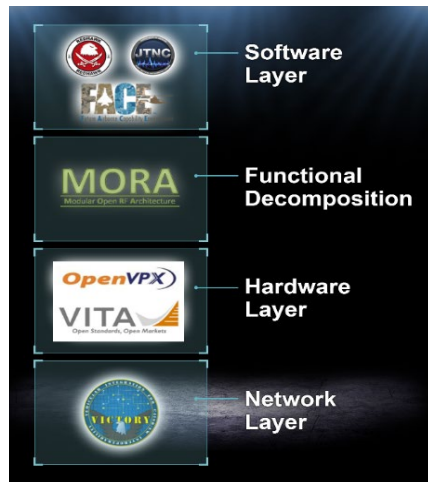 REDHAWK
JTNC
Software
Layer
FACE
MORA
Modular Open RF Architecture
Functional
Decomposition
OpenVPX
VITA
Open Standards, Open Markets
Hardware
Layer
VICTORY
Network
Layer